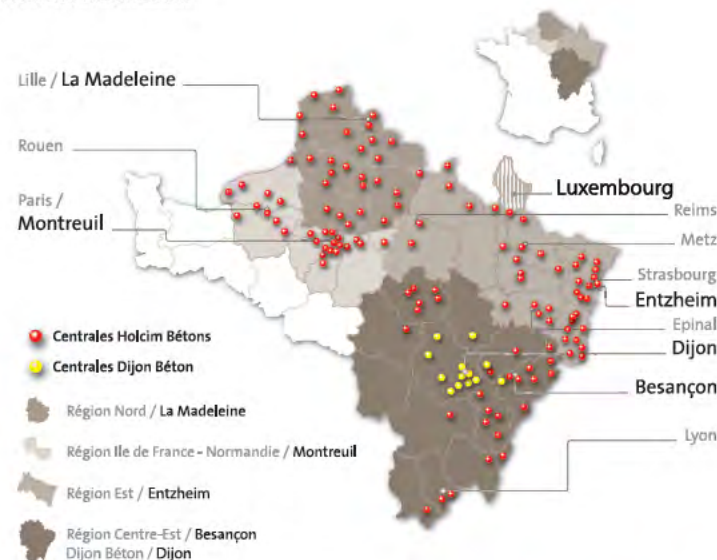 Lille / La Madeleine
Rouen
Paris /
Montreuil
Luxembourg
Reims
Metz
Strasbourg
Entzheim
Epinal
Dijon
Besançon
Lyon
Centrales Holcim Bétons
Centrales Dijon Béton
Région Nord / La Madeleine
Région Ile de France - Normandie / Montreuil
Région Est / Entzheim
Région Centre-Est / Besançon
Dijon Béton / Dijon